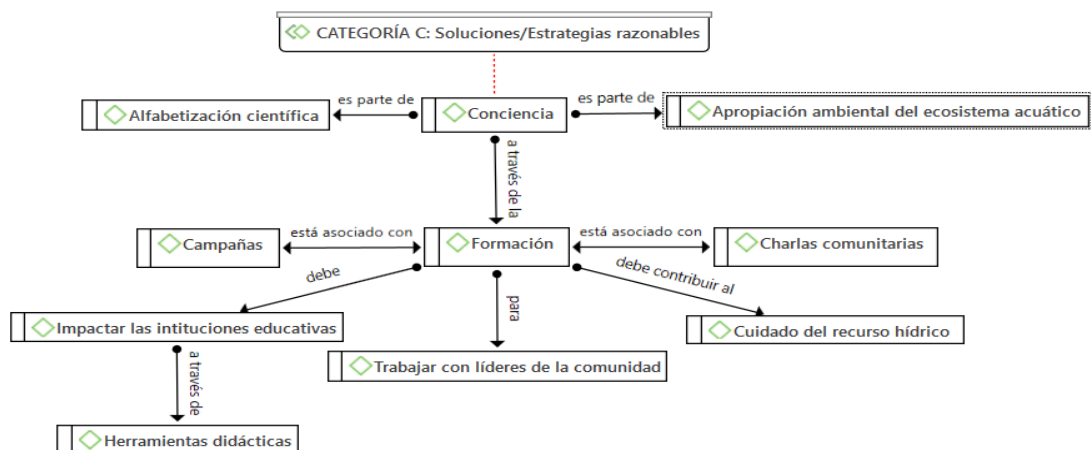 CATEGORÍA C: Soluciones/Estrategias razonables
es parte de
es parte de
Alfabetización científica
Conciencia
Apropiación ambiental del ecosistema acuático
a través de la
está asociado con
está asociado con
Campañas
Formación
Charlas comunitarias
debe
para
debe contribuir al
Impactar las intituciones educativas
Cuidado del recurso hídrico
a través de
Trabajar con líderes de la comunidad
Herramientas didácticas